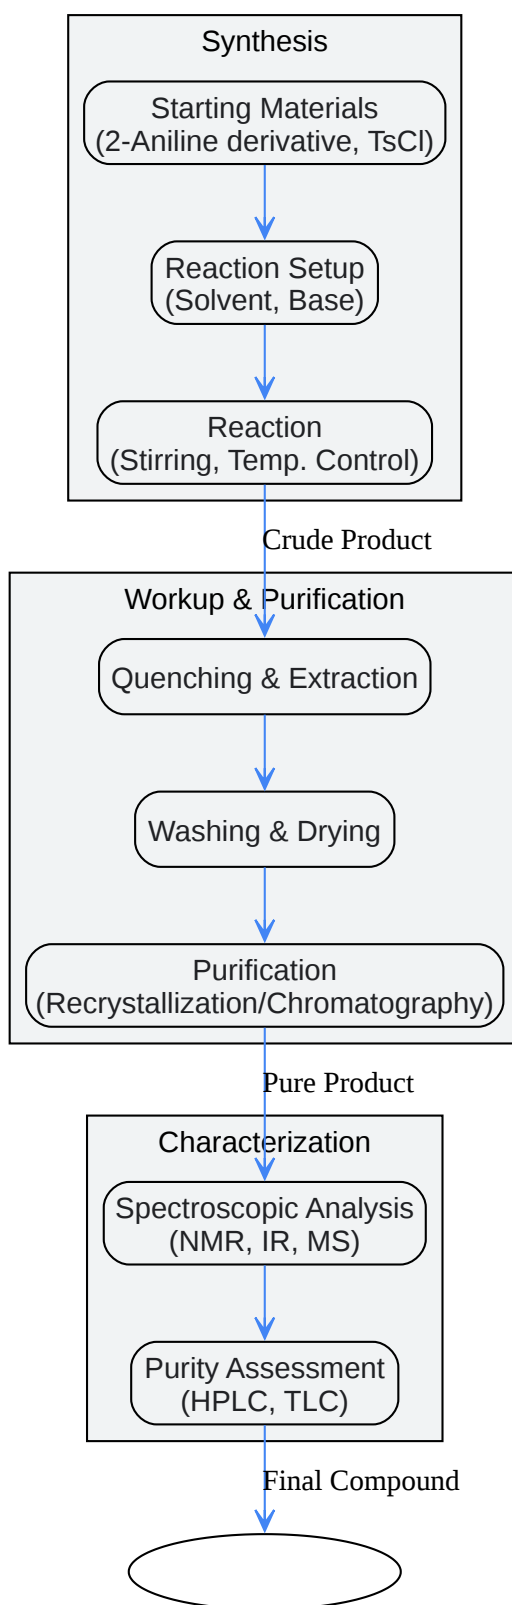 Synthesis
Starting Materials
(2-Aniline derivative, TsCl)
Reaction Setup
(Solvent, Base)
Reaction
(Stirring, Temp. Control)
Crude Product
Workup & Purification
Quenching & Extraction
Washing & Drying
Purification
(Recrystallization/Chromatography)
Pure Product
Characterization
Spectroscopic Analysis
(NMR, IR, MS)
Purity Assessment
(HPLC, TLC)
Final Compound